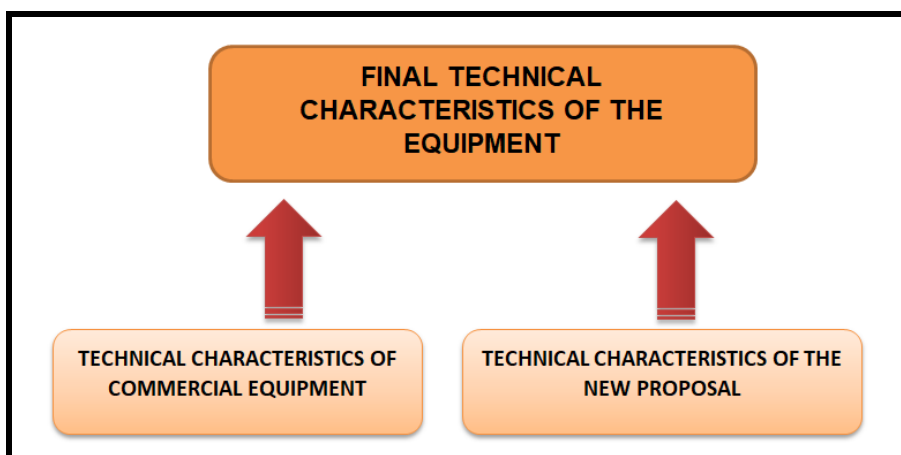 FINAL TECHNICAL
CHARACTERISTICS OF THE
EQUIPMENT
TECHNICAL CHARACTERISTICS OF
COMMERCIAL EQUIPMENT
TECHNICAL CHARACTERISTICS OF THE
NEW PROPOSAL